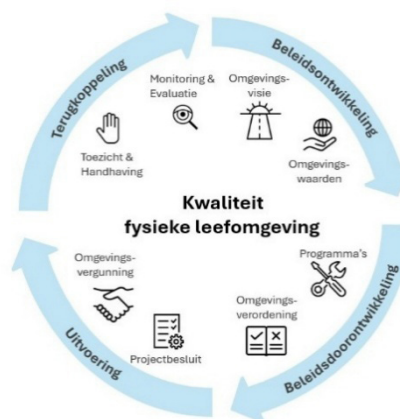 Terugkoppeling
Beleidsontwikkeling
Monitoring &
Evaluatie
Omgevings-
visie
Toezicht &
Handhaving
Omgevings-
waarden
Kwaliteit
fysieke leefomgeving
Omgevings-
vergunning
Programma's
Projectbesluit
Omgevings-
verordening
Uitvoering
Beleidsdoorontwikkeling